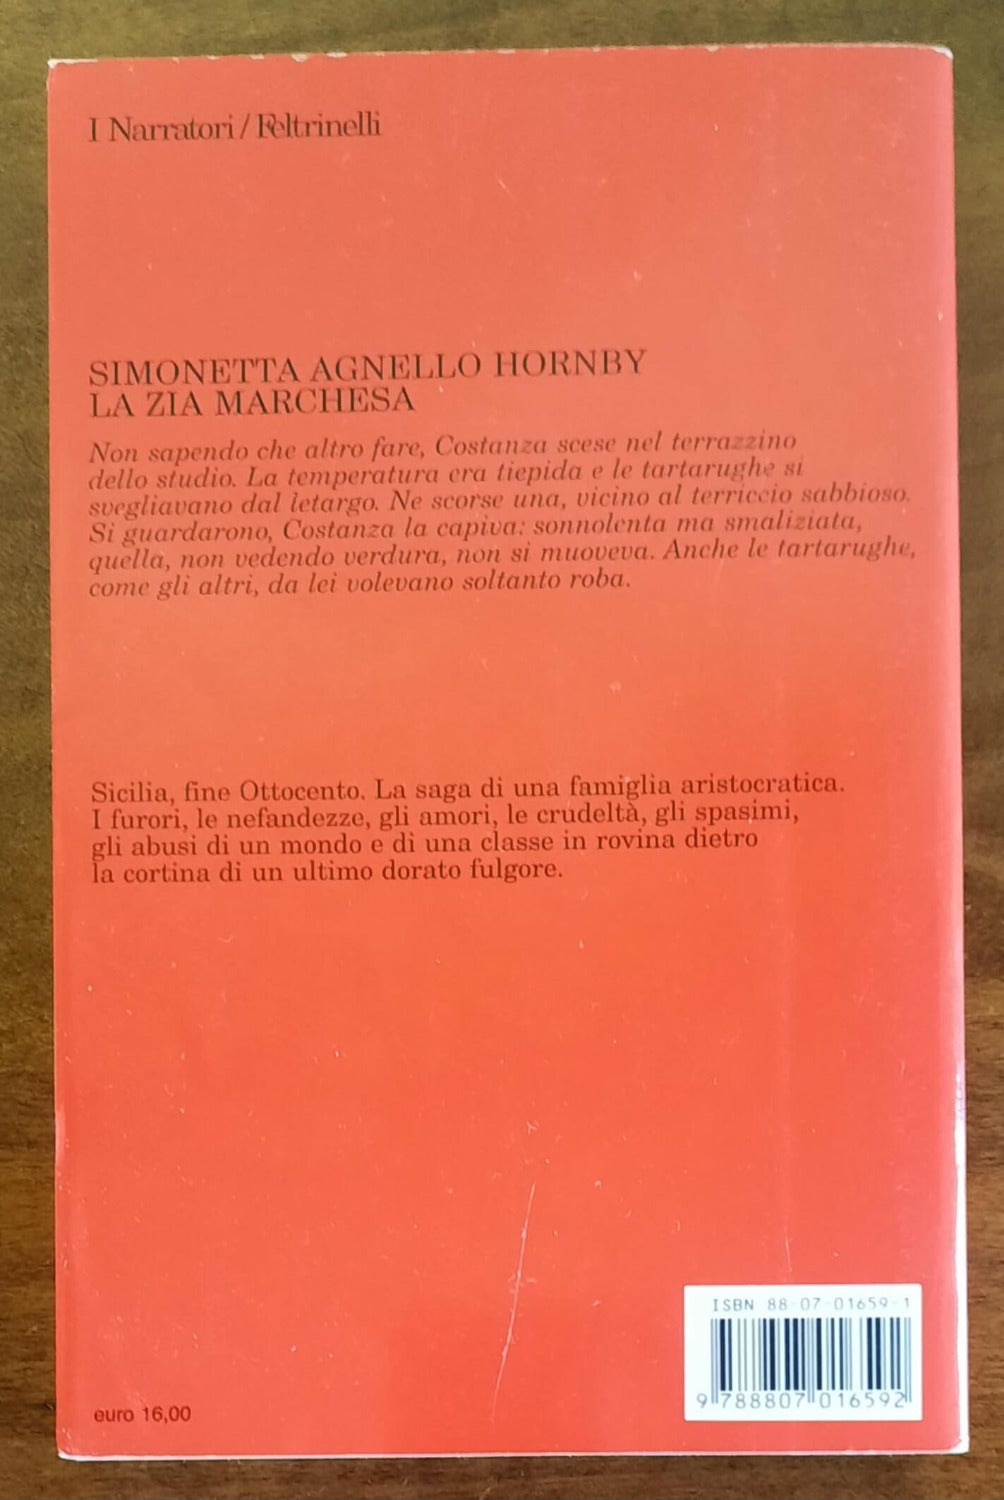 I Narratori / Feltrinelli
SIMONETTA AGNELLO HORNBY
LA ZIA MARCHESA
Non sapendo che altro fare, Costanza scese nel terrazzino
dello studio. La temperatura era tiepida e le tartarughe si
svegliavano dal letargo. Ne scorse una, vicino al terriccio sabbioso.
Si guardarono, Costanza la capiva: sonnolenta ma smaliziata,
quella, non vedendo verdura, non si muoveva. Anche le tartarughe,
come gli altri, da lei volevano soltanto roba.
Sicilia, fine Ottocento. La saga di una famiglia aristocratica.
I furori, le nefandezze, gli amori, le crudeltà, gli spasimi,
gli abusi di un mondo e di una classe in rovina dietro
la cortina di un ultimo dorato fulgore.
ISBN 88-07-01659-1
9 788807 016592
euro 16,00